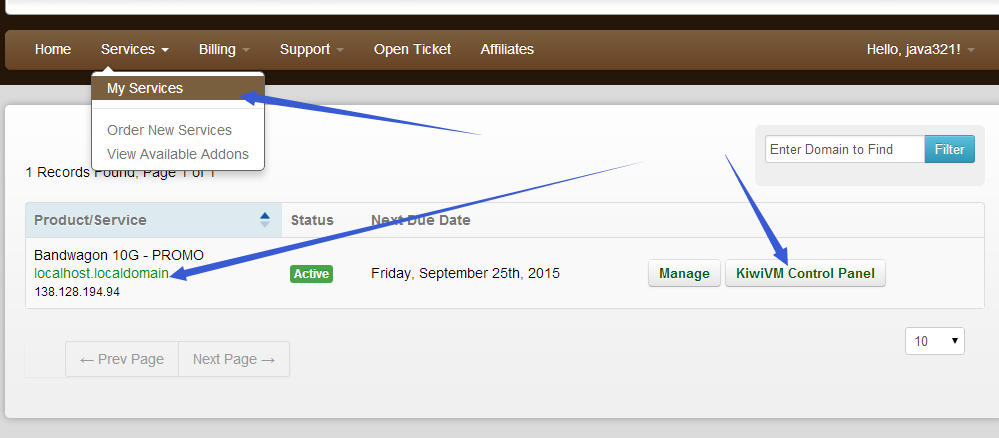 Home Services Billing Support Open Ticket Affiliates Hello, java321!
My Services
Order New Services
View Available Addons
Enter Domain to Find Filter
1 Records Found, Page 1 of 1
Product/Service Status Next Due Date
Bandwagon 10G - PROMO
localhost.localdomain
138.128.194.94
Active
Friday, September 25th, 2015
Manage
KiwiVM Control Panel
10
← Prev Page Next Page →